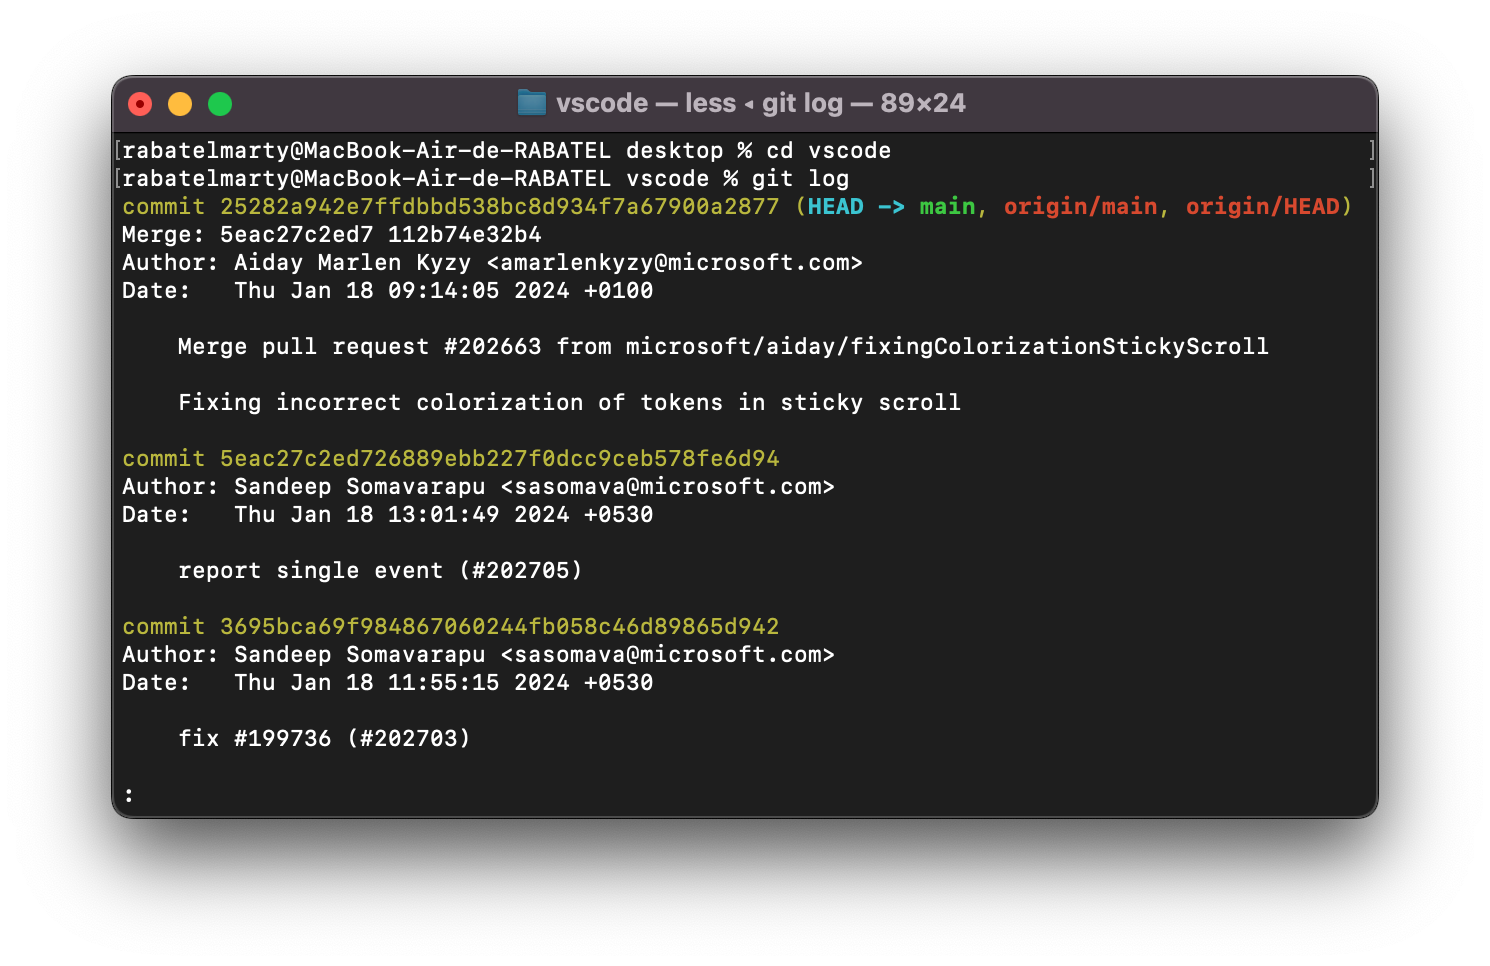 vscode — less ◂ git log — 89×24
[rabatelmarty@MacBook-Air-de-RABATEL desktop % cd vscode ]
[rabatelmarty@MacBook-Air-de-RABATEL vscode % git log ]
commit 25282a942e7ffdbbd538bc8d934f7a67900a2877 (HEAD -> main, origin/main, origin/HEAD)
Merge: 5eac27c2ed7 112b74e32b4
Author: Aiday Marlen Kyzy <amarlenkyzy@microsoft.com>
Date:   Thu Jan 18 09:14:05 2024 +0100
    Merge pull request #202663 from microsoft/aiday/fixingColorizationStickyScroll
    Fixing incorrect colorization of tokens in sticky scroll
commit 5eac27c2ed726889ebb227f0dcc9ceb578fe6d94
Author: Sandeep Somavarapu <sasomava@microsoft.com>
Date:   Thu Jan 18 13:01:49 2024 +0530
    report single event (#202705)
commit 3695bca69f984867060244fb058c46d89865d942
Author: Sandeep Somavarapu <sasomava@microsoft.com>
Date:   Thu Jan 18 11:55:15 2024 +0530
    fix #199736 (#202703)
: